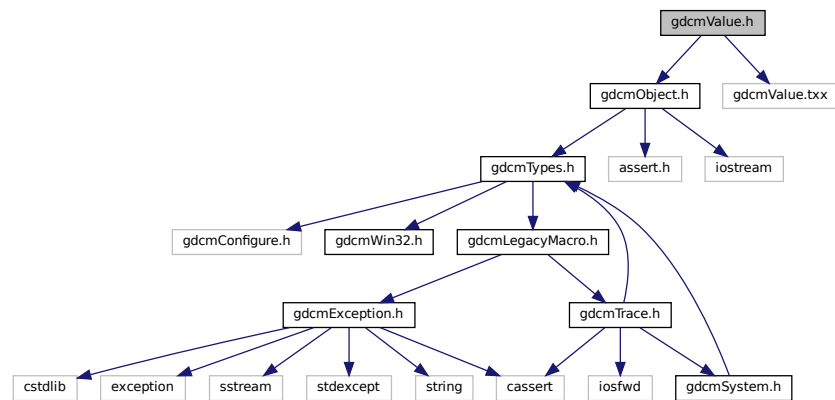 gdcmValue.h
gdcmObject.h
gdcmValue.txx
gdcmTypes.h
assert.h
iostream
gdcmConfigure.h
gdcmWin32.h
gdcmLegacyMacro.h
gdcmException.h
gdcmTrace.h
cstdlib
exception
sstream
stdexcept
string
cassert
iosfwd
gdcmSystem.h